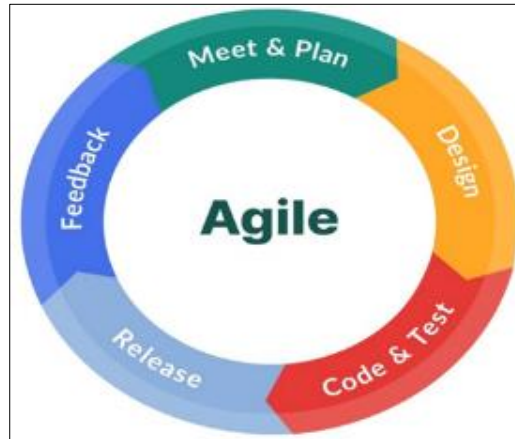 Meet & Plan
Design
Code & Test
Release
Feedback
Agile